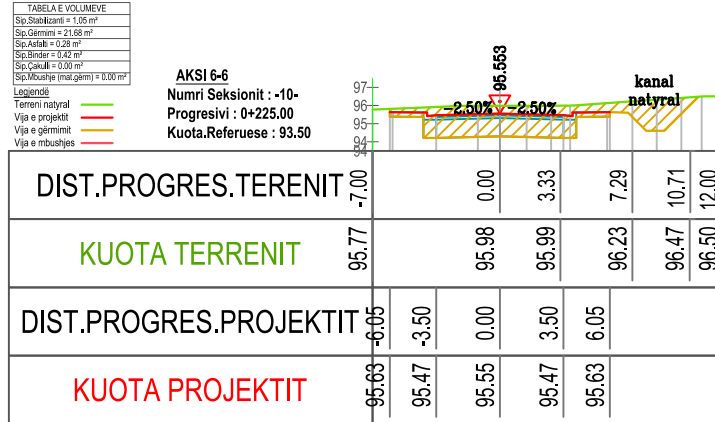 TABELA E VOLUMEVE
Sip.Stabilizanti = 1.05 m²
Sip.Gërmimi = 21.68 m²
Sip.Asfalti = 0.28 m²
Sip.Binder = 0.42 m²
Sip.Çakulli = 0.00 m²
Sip.Mbushje (mat.gërm) = 0.00 m²
Legjendë
Terreni natyral
Vija e projektit
Vija e gërmimit
Vija e mbushjes
AKSI 6-6
Numri Seksionit : -10-
Progresivi : 0+225.00
Kuota.Referuese : 93.50
95.553
kanal
natyral
-2.50% -2.50%
97
96
95
94
94
DIST.PROGRES.TERENIT -7.00 0.00 3.33 7.29 10.71 12.00
KUOTA TERRENIT 95.77 95.98 95.99 96.23 96.47 96.50
DIST.PROGRES.PROJEKTIT -6.05 -3.50 0.00 3.50 6.05
KUOTA PROJEKTIT 95.63 95.47 95.55 95.47 95.63